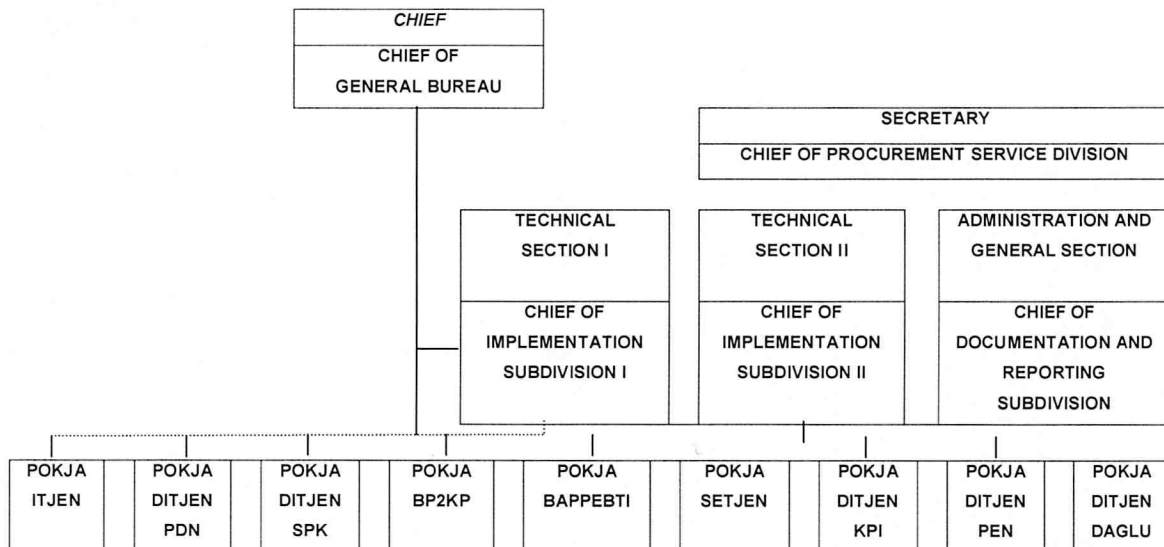 CHIEF
CHIEF OF
GENERAL BUREAU
SECRETARY
CHIEF OF PROCUREMENT SERVICE DIVISION
TECHNICAL
SECTION I
CHIEF OF
IMPLEMENTATION
SUBDIVISION I
TECHNICAL
SECTION II
CHIEF OF
IMPLEMENTATION
SUBDIVISION II
ADMINISTRATION AND
GENERAL SECTION
CHIEF OF
DOCUMENTATION AND
REPORTING
SUBDIVISION
POKJA
ITJEN
POKJA
DITJEN
PDN
POKJA
DITJEN
SPK
POKJA
BP2KP
POKJA
BAPPEBTI
POKJA
SETJEN
POKJA
DITJEN
KPI
POKJA
DITJEN
PEN
POKJA
DITJEN
DAGLU